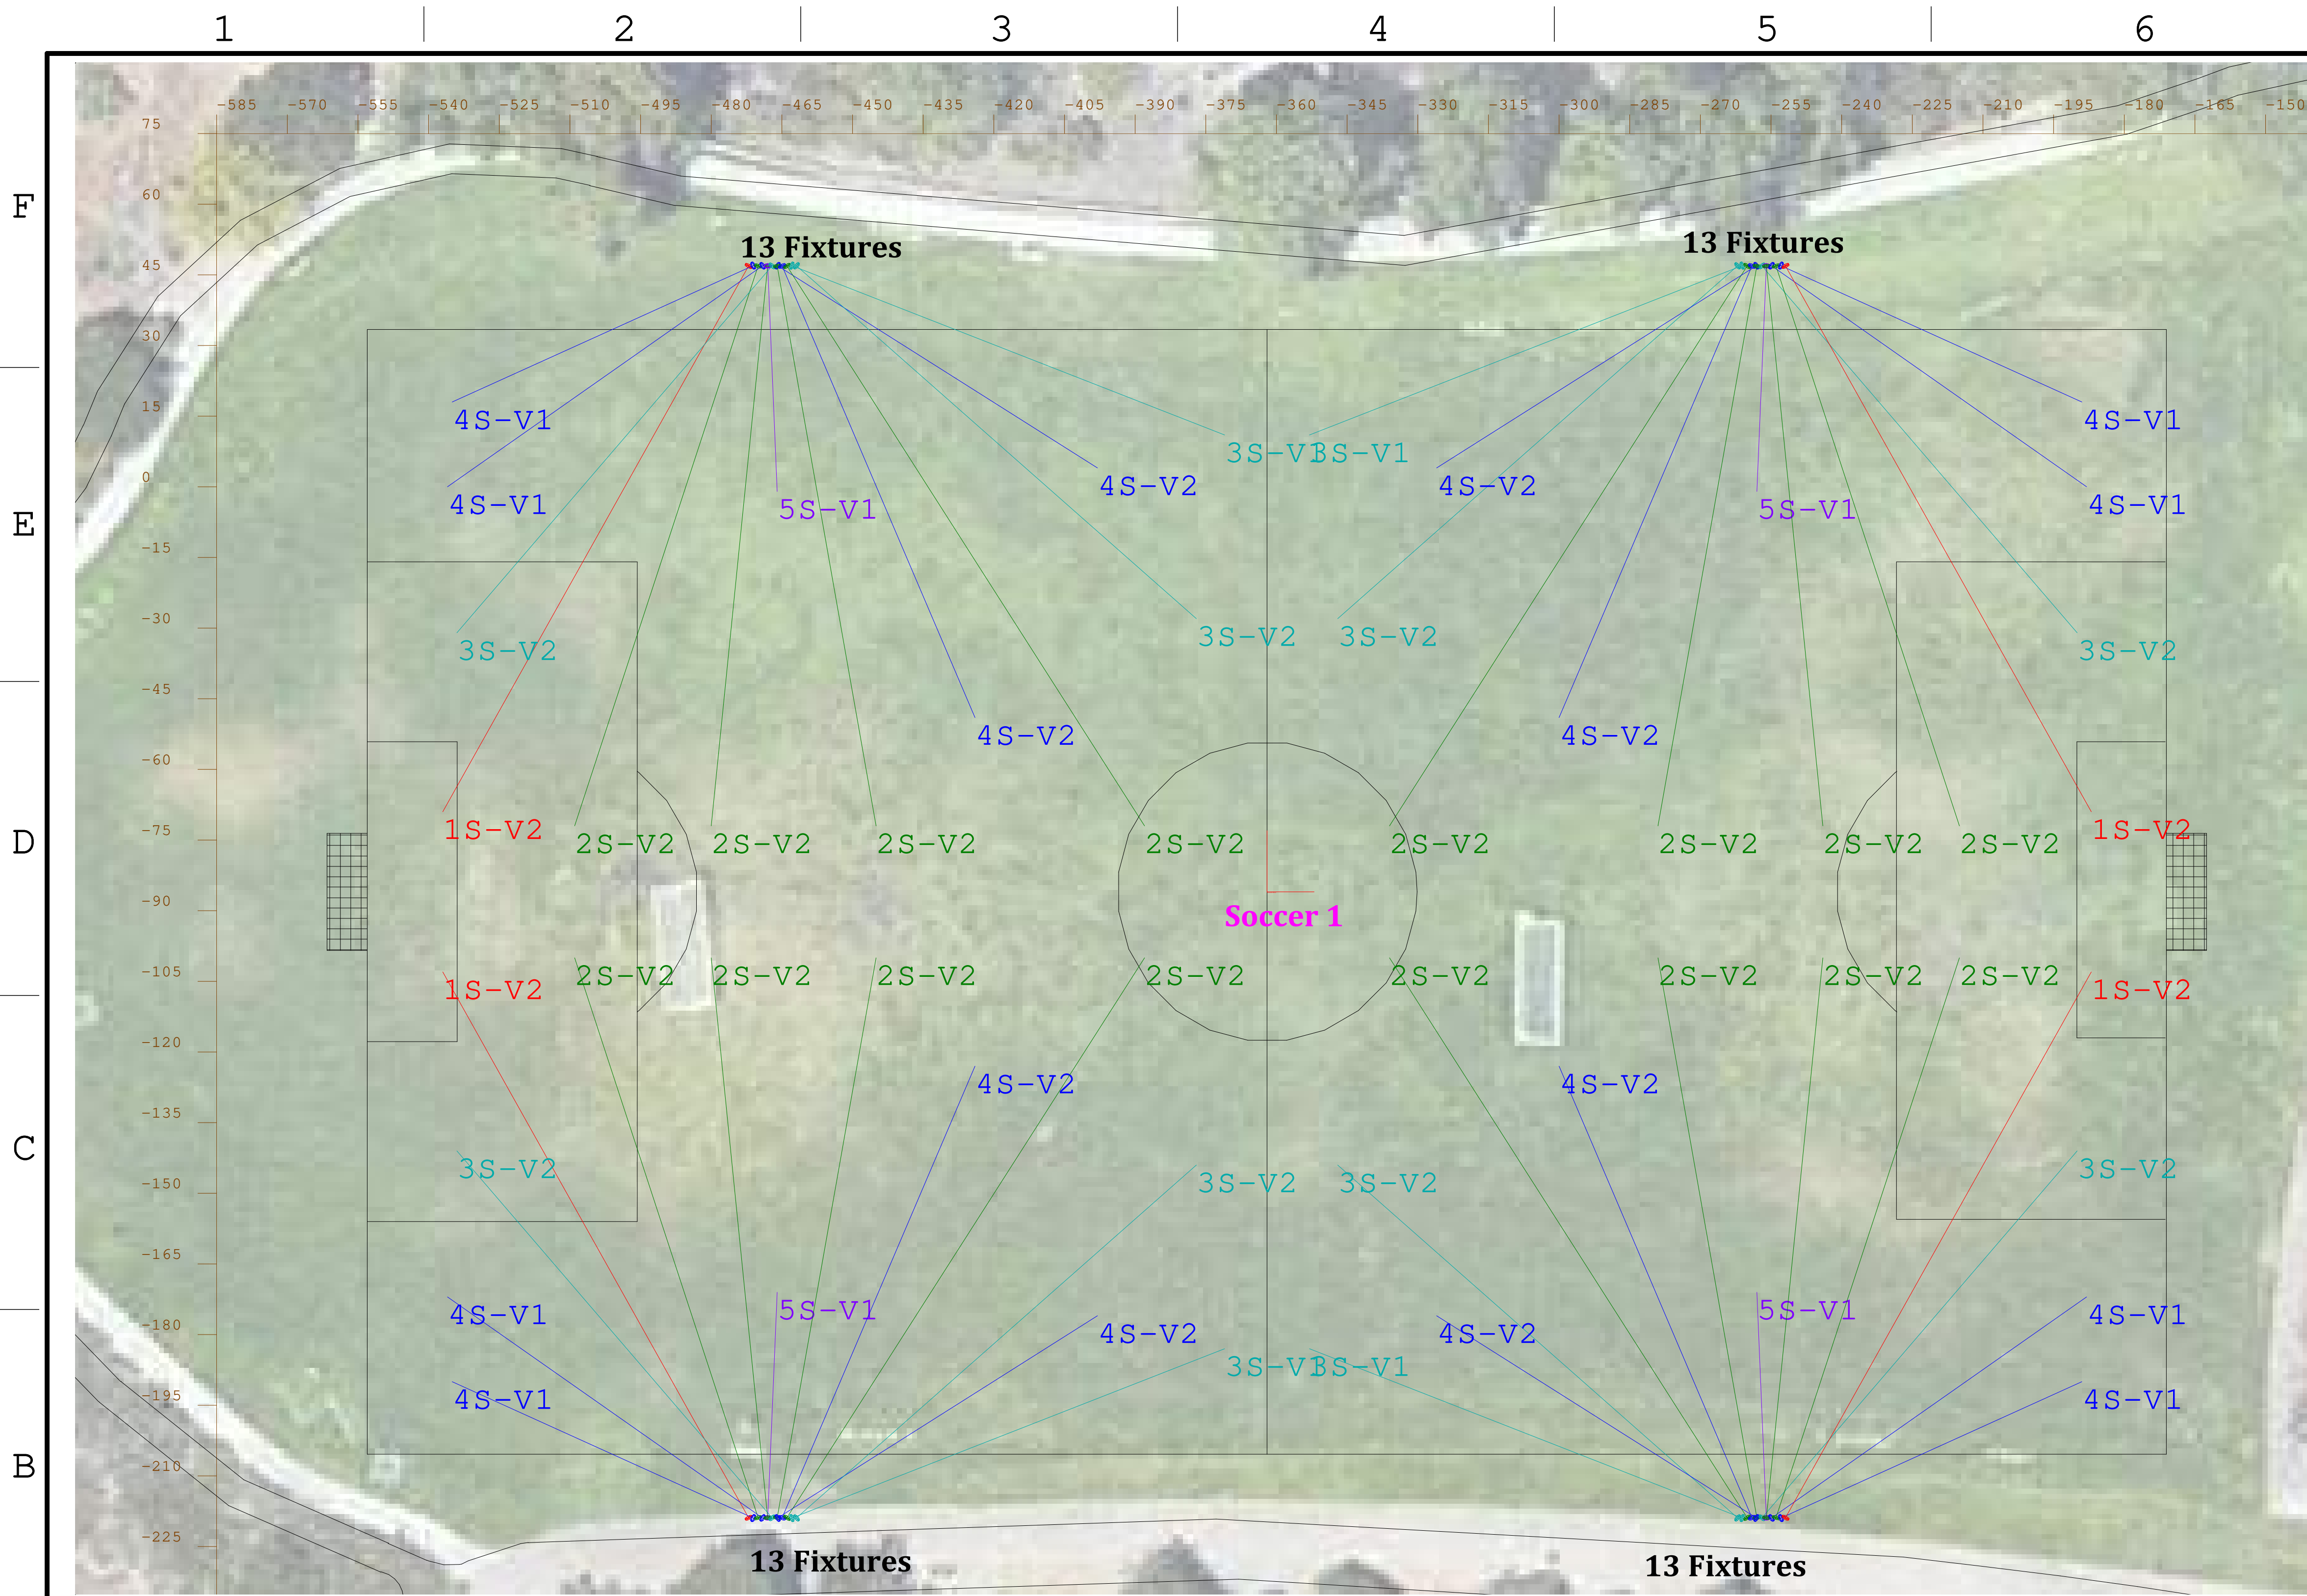 1 2 3 4 5 6
-585 -570 -555 -540 -525 -510 -495 -480 -465 -450 -435 -420 -405 -390 -375 -360 -345 -330 -315 -300 -285 -270 -255 -240 -225 -210 -195 -180 -165 -150
75
60
F
13 Fixtures 13 Fixtures
45
30
15
4S-V1 4S-V1
3S-V1 3S-V1
0
4S-V2 4S-V2
4S-V1 5S-V1 5S-V1 4S-V1
E
-15
-30
3S-V2 3S-V2 3S-V2 3S-V2
-45
4S-V2 4S-V2
-60
-75
1S-V2 1S-V2
D
2S-V2 2S-V2 2S-V2 2S-V2 2S-V2 2S-V2 2S-V2 2S-V2
-90
Soccer 1
-105
2S-V2 2S-V2 2S-V2 2S-V2 2S-V2 2S-V2 2S-V2 2S-V2
1S-V2 1S-V2
-120
4S-V2 4S-V2
-135
C
3S-V2 3S-V2 3S-V2 3S-V2
-150
-165
4S-V1 5S-V1 5S-V1 4S-V1
-180
4S-V2 4S-V2
3S-V1 3S-V1
-195
4S-V1 4S-V1
B
-210
-225
13 Fixtures 13 Fixtures